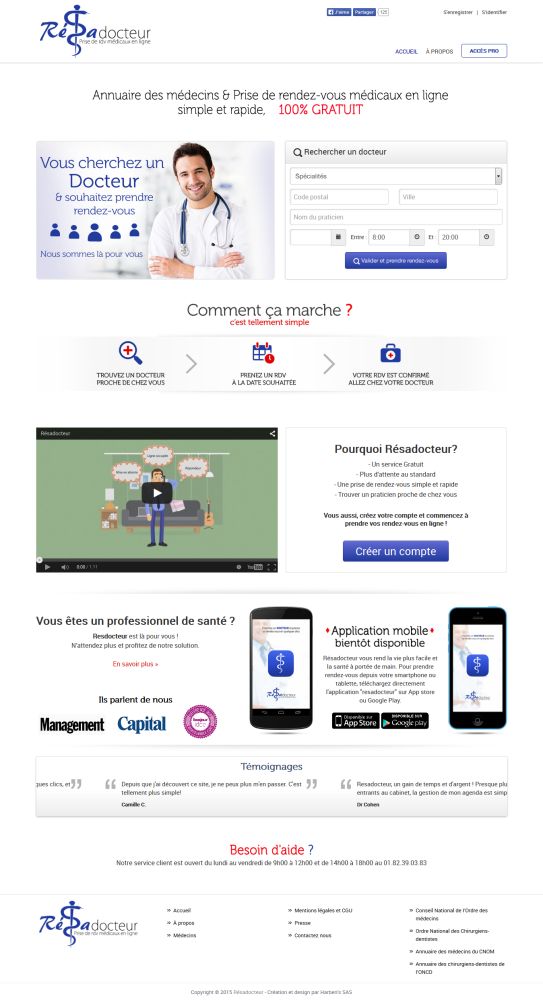 Résadocteur
Prise de rdv médicaux en ligne
J'aime Partager 125
S'enregistrer | S'identifier
ACCUEIL À PROPOS ACCÈS PRO
Annuaire des médecins & Prise de rendez-vous médicaux en ligne
simple et rapide, 100% GRATUIT
Vous cherchez un
Docteur
& souhaitez prendre
rendez-vous
Nous sommes là pour vous
Rechercher un docteur
Spécialités
Code postal Ville
Nom du praticien
Entre : 8:00 Et : 20:00
Valider et prendre rendez-vous
Comment ça marche ?
c'est tellement simple
TROUVEZ UN DOCTEUR
PROCHE DE CHEZ VOUS
PRENEZ UN RDV
À LA DATE SOUHAITÉE
VOTRE RDV EST CONFIRMÉ
ALLEZ CHEZ VOTRE DOCTEUR
Résadocteur
Ligne occupée
Mise en attente
Répondeur
0:00 / 1:11 YouTube
Pourquoi Résadocteur?
- Un service Gratuit
- Plus d'attente au standard
- Une prise de rendez-vous simple et rapide
- Trouver un praticien proche de chez vous
Vous aussi, créez votre compte et commencez à
prendre vos rendez-vous en ligne !
Créer un compte
Vous êtes un professionnel de santé ?
Resdocteur est là pour vous !
N'attendez plus et profitez de notre solution.
En savoir plus »
Ils parlent de nous
Management Capital
Application mobile
bientôt disponible
Résadocteur vous rend la vie plus facile et
la santé à portée de main. Pour prendre
rendez-vous depuis votre smartphone ou
tablette, téléchargez directement
l'application "resadocteur" sur App store
ou Google Play.
Disponible sur
App Store
DISPONIBLE SUR
Google play
Résadocteur
Résadocteur
Témoignages
ques clics, et
Depuis que j'ai découvert ce site, je ne peux plus m'en passer. C'est
tellement plus simple!
Camille C.
Resadocteur, un gain de temps et d'argent ! Presque plu
entrants au cabinet, la gestion de mon agenda est simp
Dr Cohen
Besoin d'aide ?
Notre service client est ouvert du lundi au vendredi de 9h00 à 12h00 et de 14h00 à 18h00 au 01.82.39.03.83
Résadocteur
Prise de rdv médicaux en ligne
» Accueil
» À propos
» Médecins
» Mentions légales et CGU
» Presse
» Contactez nous
» Conseil National de l'Ordre des
médecins
» Ordre National des Chirurgiens-
dentistes
» Annuaire des médecins du CNOM
» Annuaire des chirurgiens-dentistes de
l'ONCD
Copyright © 2015 Résadocteur - Création et design par Harten's SAS